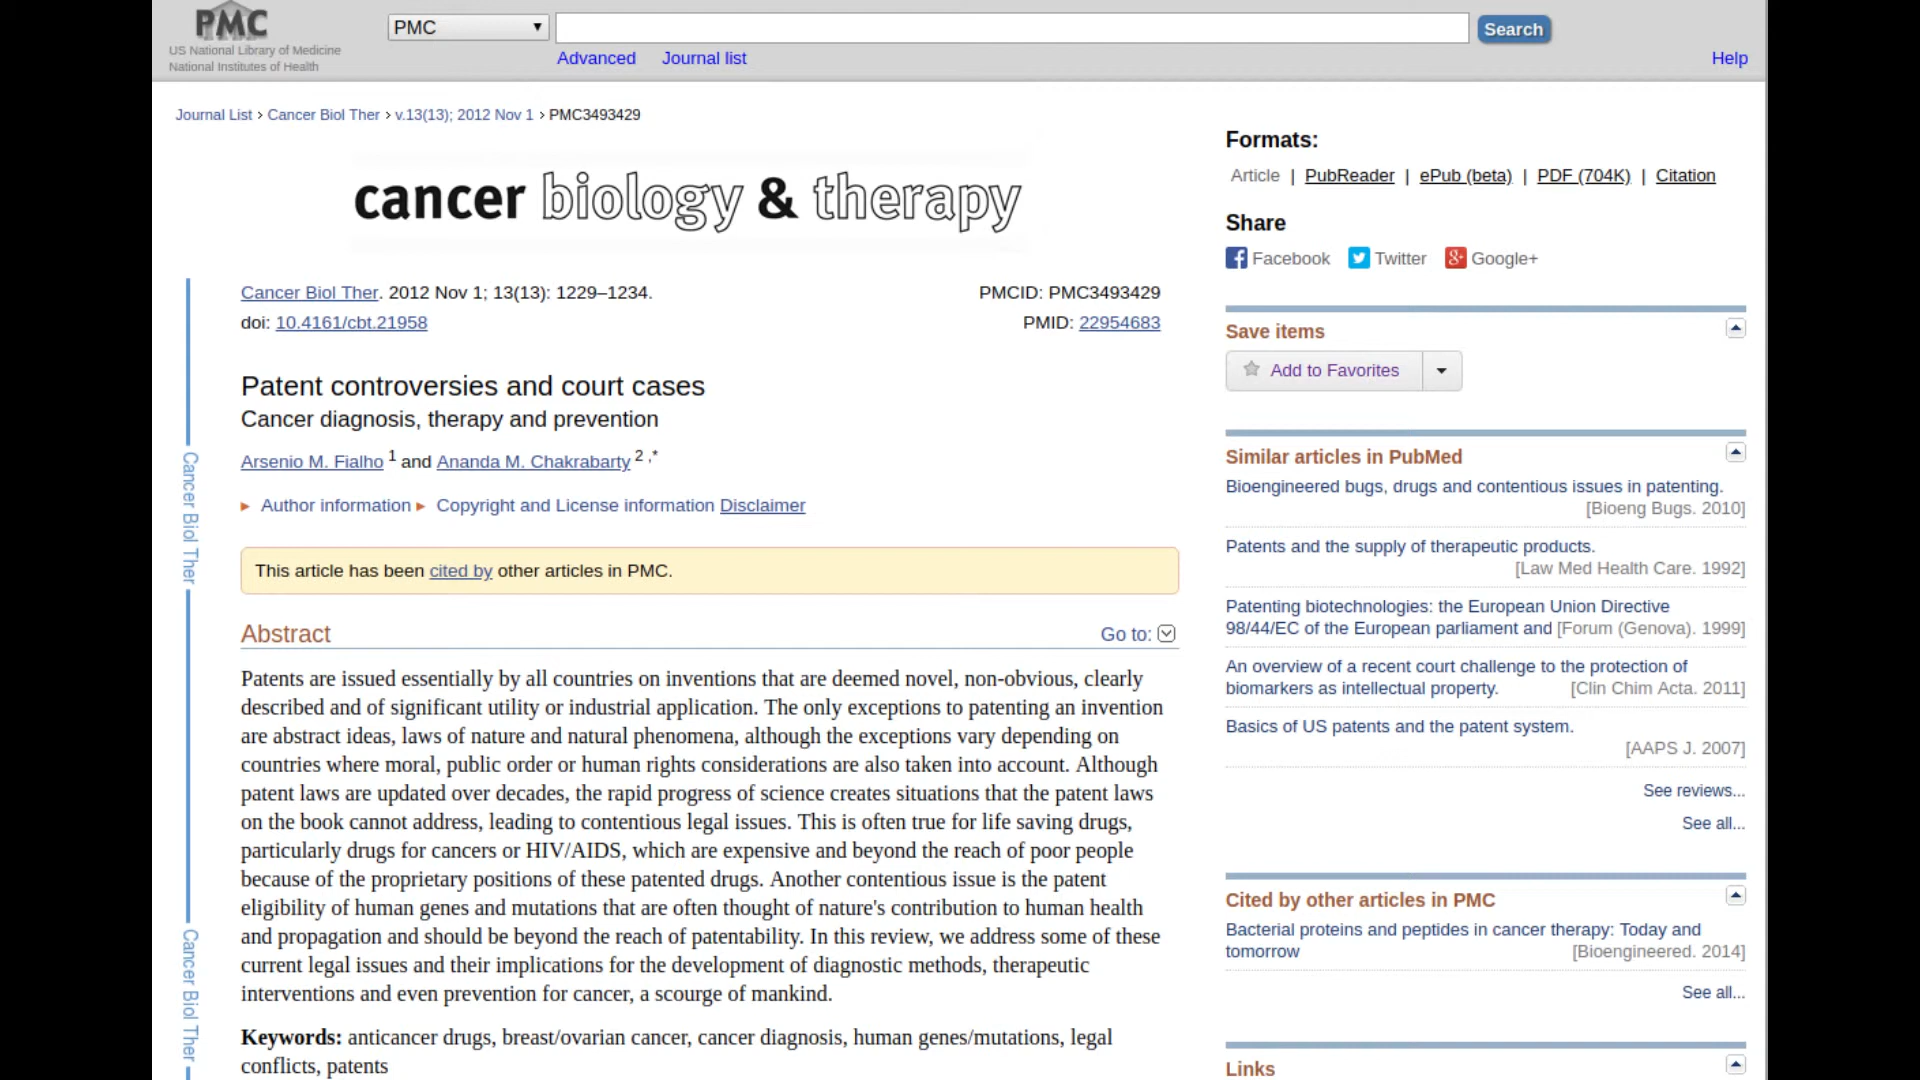 PMC
US National Library of Medicine
National Institutes of Health
PMC
Search
Advanced Journal list
Help
Journal List › Cancer Biol Ther › v.13(13); 2012 Nov 1 › PMC3493429
cancer biology & therapy
Cancer Biol Ther. 2012 Nov 1; 13(13): 1229–1234.
doi: 10.4161/cbt.21958
PMCID: PMC3493429
PMID: 22954683
Patent controversies and court cases
Cancer diagnosis, therapy and prevention
Arsenio M. Fialho 1 and Ananda M. Chakrabarty 2 ,*
Author information Copyright and License information Disclaimer
This article has been cited by other articles in PMC.
Abstract
Go to:
Patents are issued essentially by all countries on inventions that are deemed novel, non-obvious, clearly
described and of significant utility or industrial application. The only exceptions to patenting an invention
are abstract ideas, laws of nature and natural phenomena, although the exceptions vary depending on
countries where moral, public order or human rights considerations are also taken into account. Although
patent laws are updated over decades, the rapid progress of science creates situations that the patent laws
on the book cannot address, leading to contentious legal issues. This is often true for life saving drugs,
particularly drugs for cancers or HIV/AIDS, which are expensive and beyond the reach of poor people
because of the proprietary positions of these patented drugs. Another contentious issue is the patent
eligibility of human genes and mutations that are often thought of nature's contribution to human health
and propagation and should be beyond the reach of patentability. In this review, we address some of these
current legal issues and their implications for the development of diagnostic methods, therapeutic
interventions and even prevention for cancer, a scourge of mankind.
Keywords: anticancer drugs, breast/ovarian cancer, cancer diagnosis, human genes/mutations, legal
conflicts, patents
Cancer Biol Ther
Cancer Biol Ther
Formats:
Article | PubReader | ePub (beta) | PDF (704K) | Citation
Share
Facebook Twitter Google+
Save items
Add to Favorites
Similar articles in PubMed
Bioengineered bugs, drugs and contentious issues in patenting.
[Bioeng Bugs. 2010]
Patents and the supply of therapeutic products.
[Law Med Health Care. 1992]
Patenting biotechnologies: the European Union Directive
98/44/EC of the European parliament and [Forum (Genova). 1999]
An overview of a recent court challenge to the protection of
biomarkers as intellectual property. [Clin Chim Acta. 2011]
Basics of US patents and the patent system.
[AAPS J. 2007]
See reviews...
See all...
Cited by other articles in PMC
Bacterial proteins and peptides in cancer therapy: Today and
tomorrow [Bioengineered. 2014]
See all...
Links